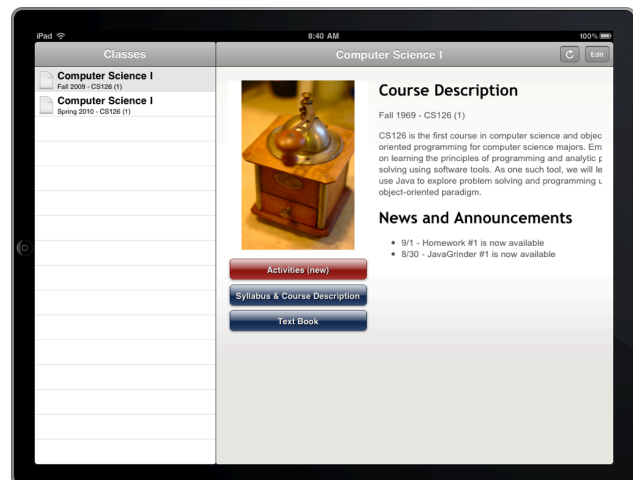 iPad 8:40 AM 100%
Classes
Computer Science I
Edit
Computer Science I
Fall 2009 - CS126 (1)
Computer Science I
Spring 2010 - CS126 (1)
Activities (new)
Syllabus & Course Description
Text Book
Course Description
Fall 1969 - CS126 (1)
CS126 is the first course in computer science and objec
oriented programming for computer science majors. Em
on learning the principles of programming and analytic p
solving using software tools. As one such tool, we will le
use Java to explore problem solving and programming u
object-oriented paradigm.
News and Announcements
• 9/1 - Homework #1 is now available
• 8/30 - JavaGrinder #1 is now available